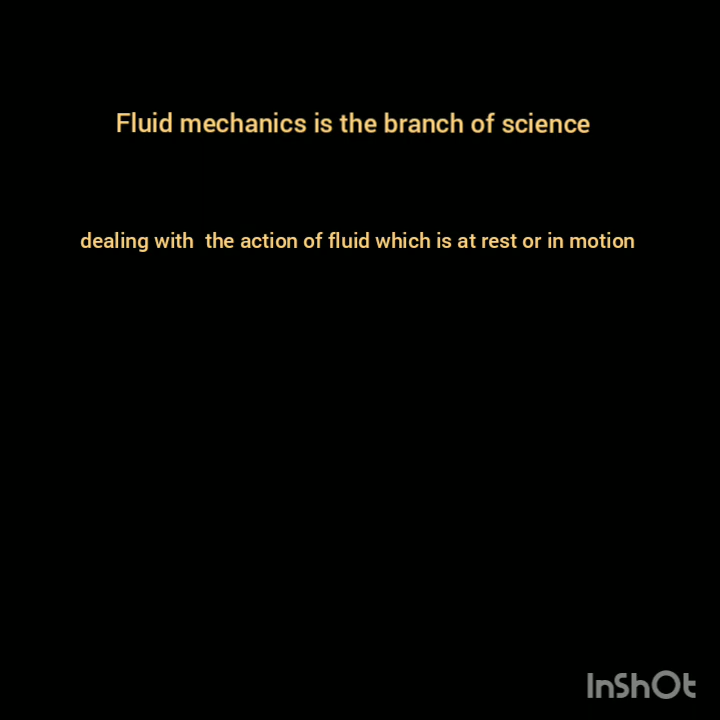 Fluid mechanics is the branch of science
dealing with  the action of fluid which is at rest or in motion
InShOt